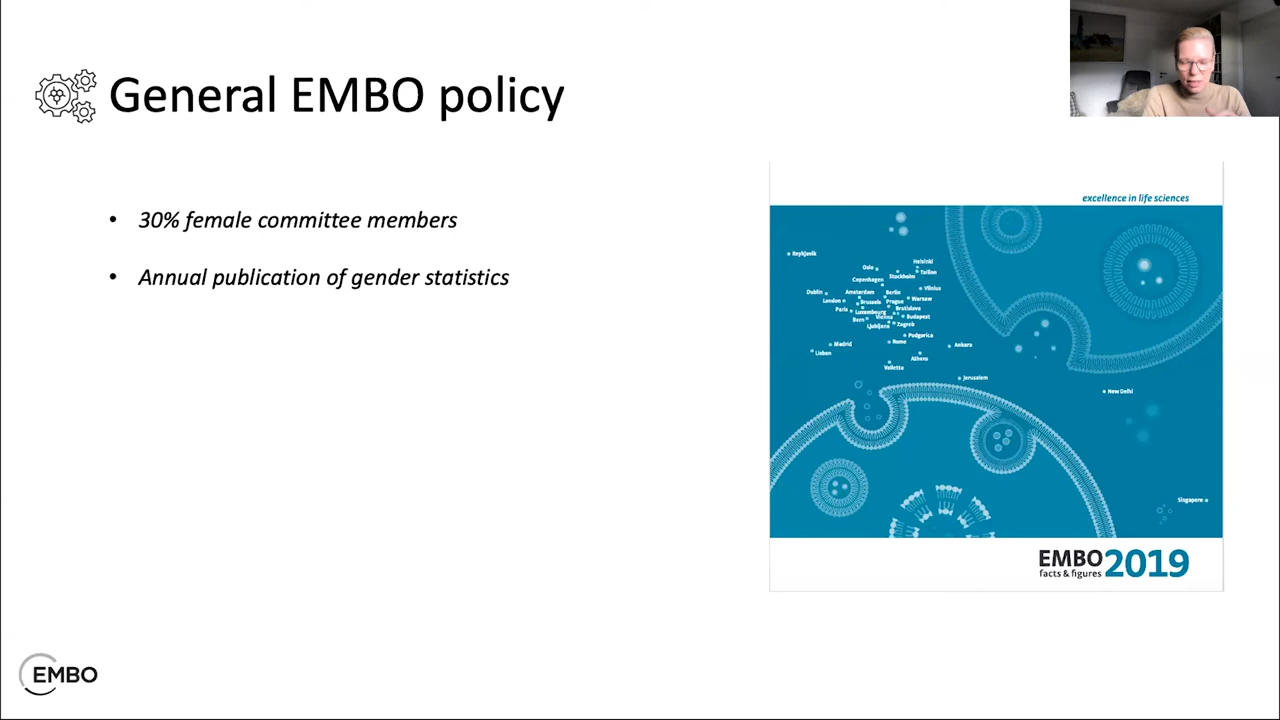 General EMBO policy
• 30% female committee members
• Annual publication of gender statistics
excellence in life sciences
Reykjavik
Helsinki
Oslo
Tallinn
Stockholm
Copenhagen
Vilnius
Dublin
Amsterdam
Berlin
Warsaw
London
Brussels
Prague
Bratislava
Paris
Luxembourg
Vienna
Budapest
Bern
Zagreb
Ljubljana
Podgorica
Rome
Madrid
Ankara
Lisbon
Athens
Valletta
Jerusalem
New Delhi
Singapore
EMBO 2019
facts & figures
EMBO